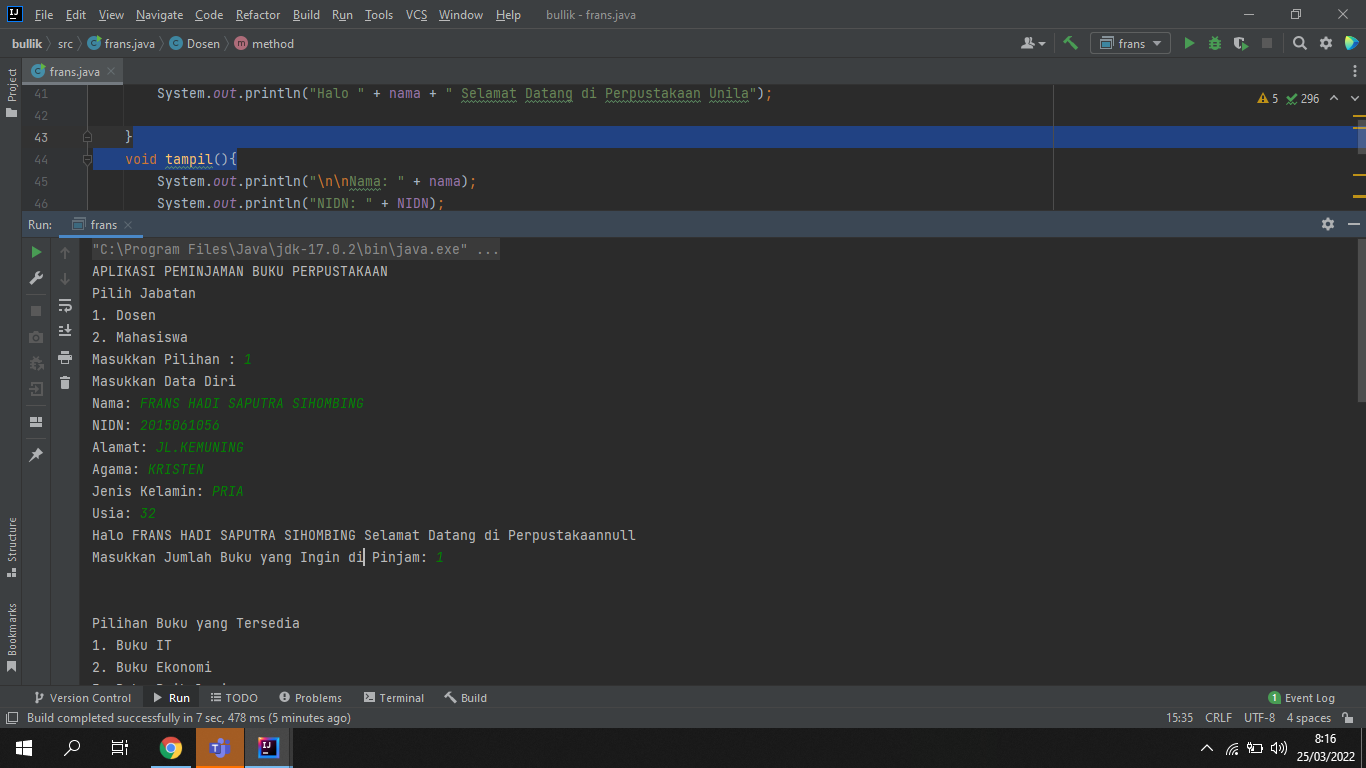 File Edit View Navigate Code Refactor Build Run Tools VCS Window Help bullik - frans.java
bullik src frans.java Dosen method frans
Project
frans.java
41 System.out.println("Halo " + nama + " Selamat Datang di Perpustakaan Unila");
5 296
42
43 }
44 void tampil(){
45 System.out.println("\n\nNama: " + nama);
46 System.out.println("NIDN: " + NIDN);
Run: frans
"C:\Program Files\Java\jdk-17.0.2\bin\java.exe" ...
APLIKASI PEMINJAMAN BUKU PERPUSTAKAAN
Pilih Jabatan
1. Dosen
2. Mahasiswa
Masukkan Pilihan : 1
Masukkan Data Diri
Nama: FRANS HADI SAPUTRA SIHOMBING
NIDN: 2015061056
Alamat: JL.KEMUNING
Agama: KRISTEN
Jenis Kelamin: PRIA
Usia: 32
Halo FRANS HADI SAPUTRA SIHOMBING Selamat Datang di Perpustakaannull
Masukkan Jumlah Buku yang Ingin di Pinjam: 1
Pilihan Buku yang Tersedia
1. Buku IT
2. Buku Ekonomi
Structure
Bookmarks
Version Control Run TODO Problems Terminal Build 1 Event Log
Build completed successfully in 7 sec, 478 ms (5 minutes ago) 15:35 CRLF UTF-8 4 spaces
8:16
25/03/2022